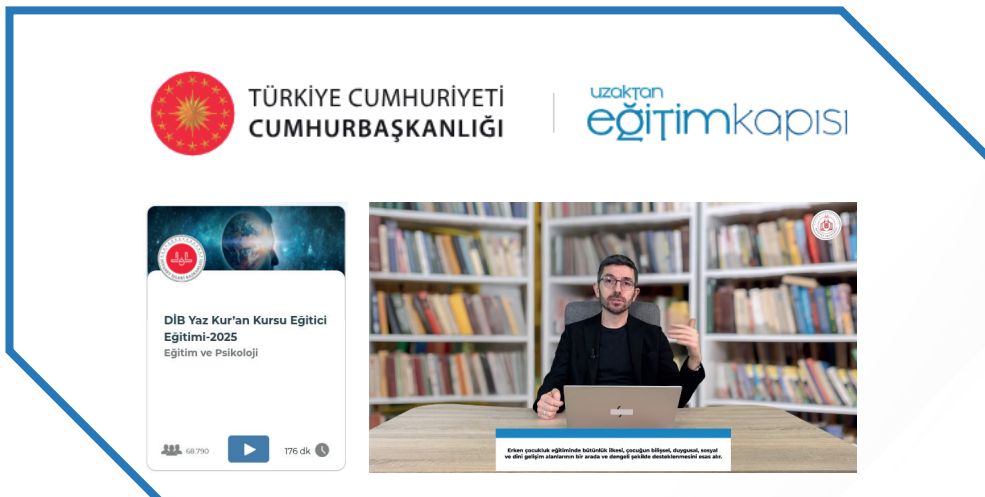 TÜRKİYE CUMHURİYETİ
CUMHURBAŞKANLIĞI
uzaktan
eğitimkapısı
DİB Yaz Kur'an Kursu Eğitici
Eğitimi-2025
Eğitim ve Psikoloji
68.790
176 dk
Erken çocukluk eğitiminde bütünlük ilkesi, çocuğun bilişsel, duygusal, sosyal
ve dini gelişim alanlarının bir arada ve dengeli şekilde desteklenmesini esas alır.